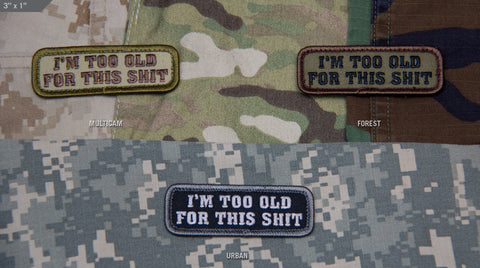 3" x 1"
I'M TOO OLD
FOR THIS SHIT
MULTICAM
I'M TOO OLD
FOR THIS SHIT
FOREST
I'M TOO OLD
FOR THIS SHIT
URBAN